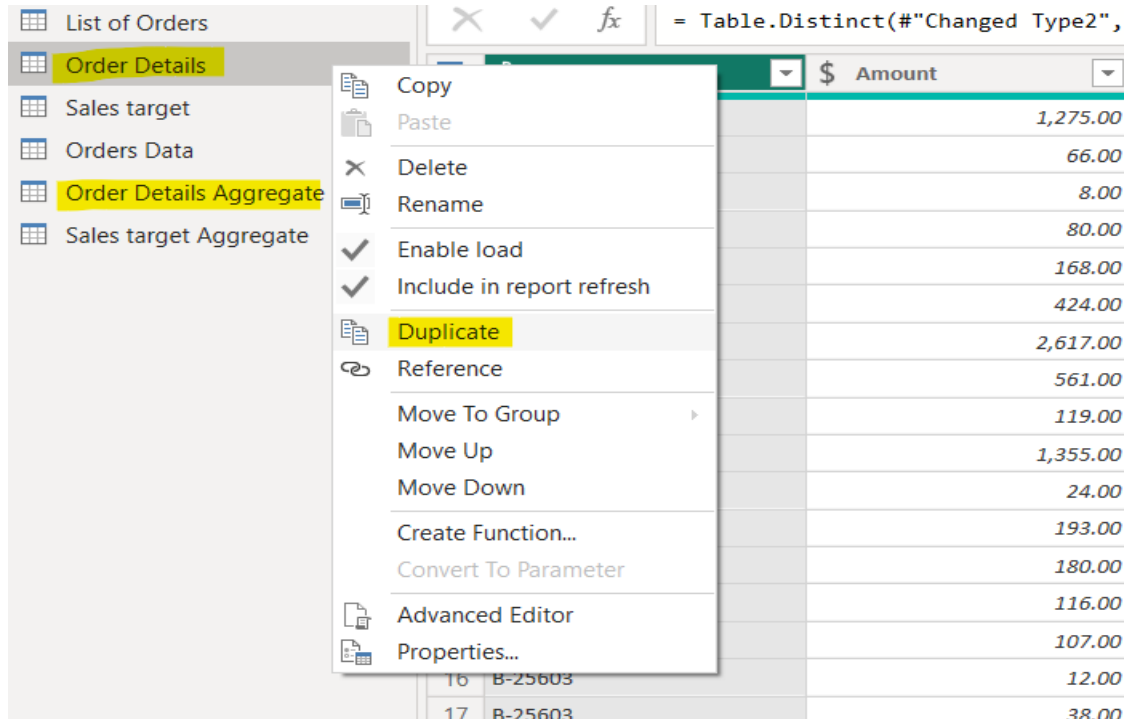 List of Orders
Order Details
Sales target
Orders Data
Order Details Aggregate
Sales target Aggregate
fx
= Table.Distinct(#"Changed Type2",
Copy
Paste
Delete
Rename
Enable load
Include in report refresh
Duplicate
Reference
Move To Group
Move Up
Move Down
Create Function...
Convert To Parameter
Advanced Editor
Properties...
$ Amount
1,275.00
66.00
8.00
80.00
168.00
424.00
2,617.00
561.00
119.00
1,355.00
24.00
193.00
180.00
116.00
107.00
16 B-25603 12.00
17 B-25603 38.00